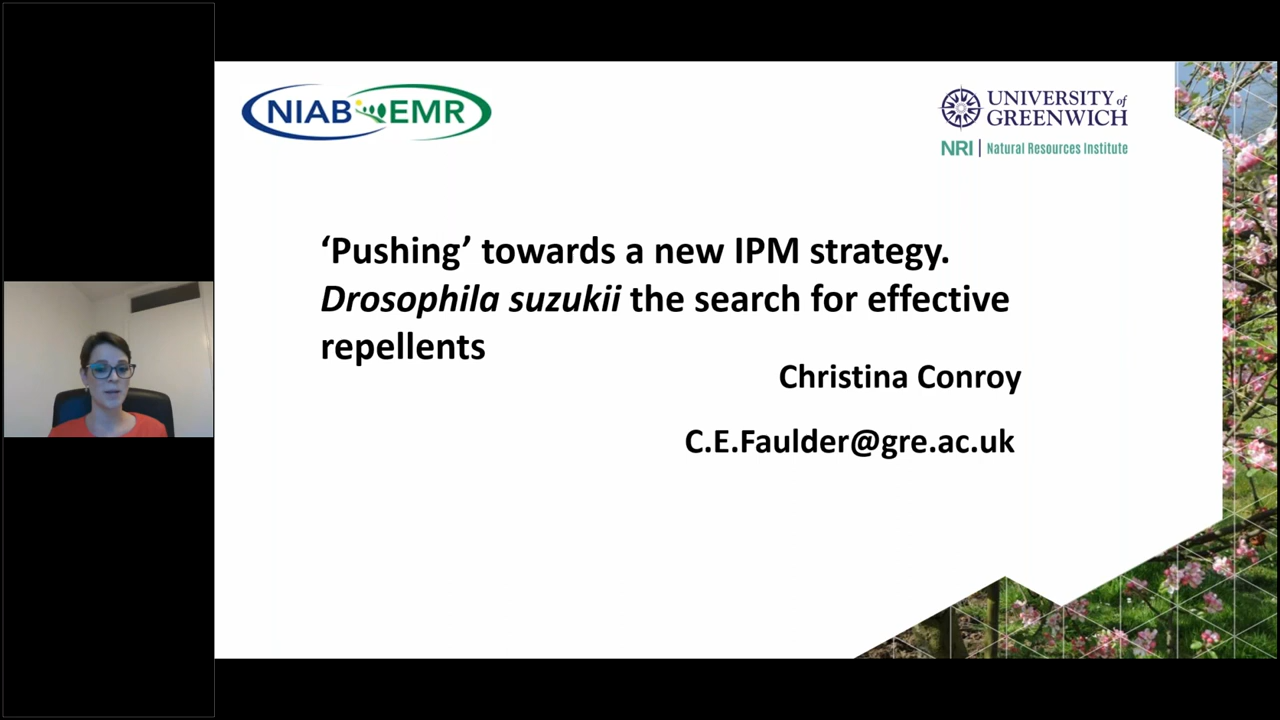 NIAB EMR
UNIVERSITY of
GREENWICH
NRI | Natural Resources Institute
‘Pushing’ towards a new IPM strategy.
Drosophila suzukii the search for effective
repellents
Christina Conroy
C.E.Faulder@gre.ac.uk